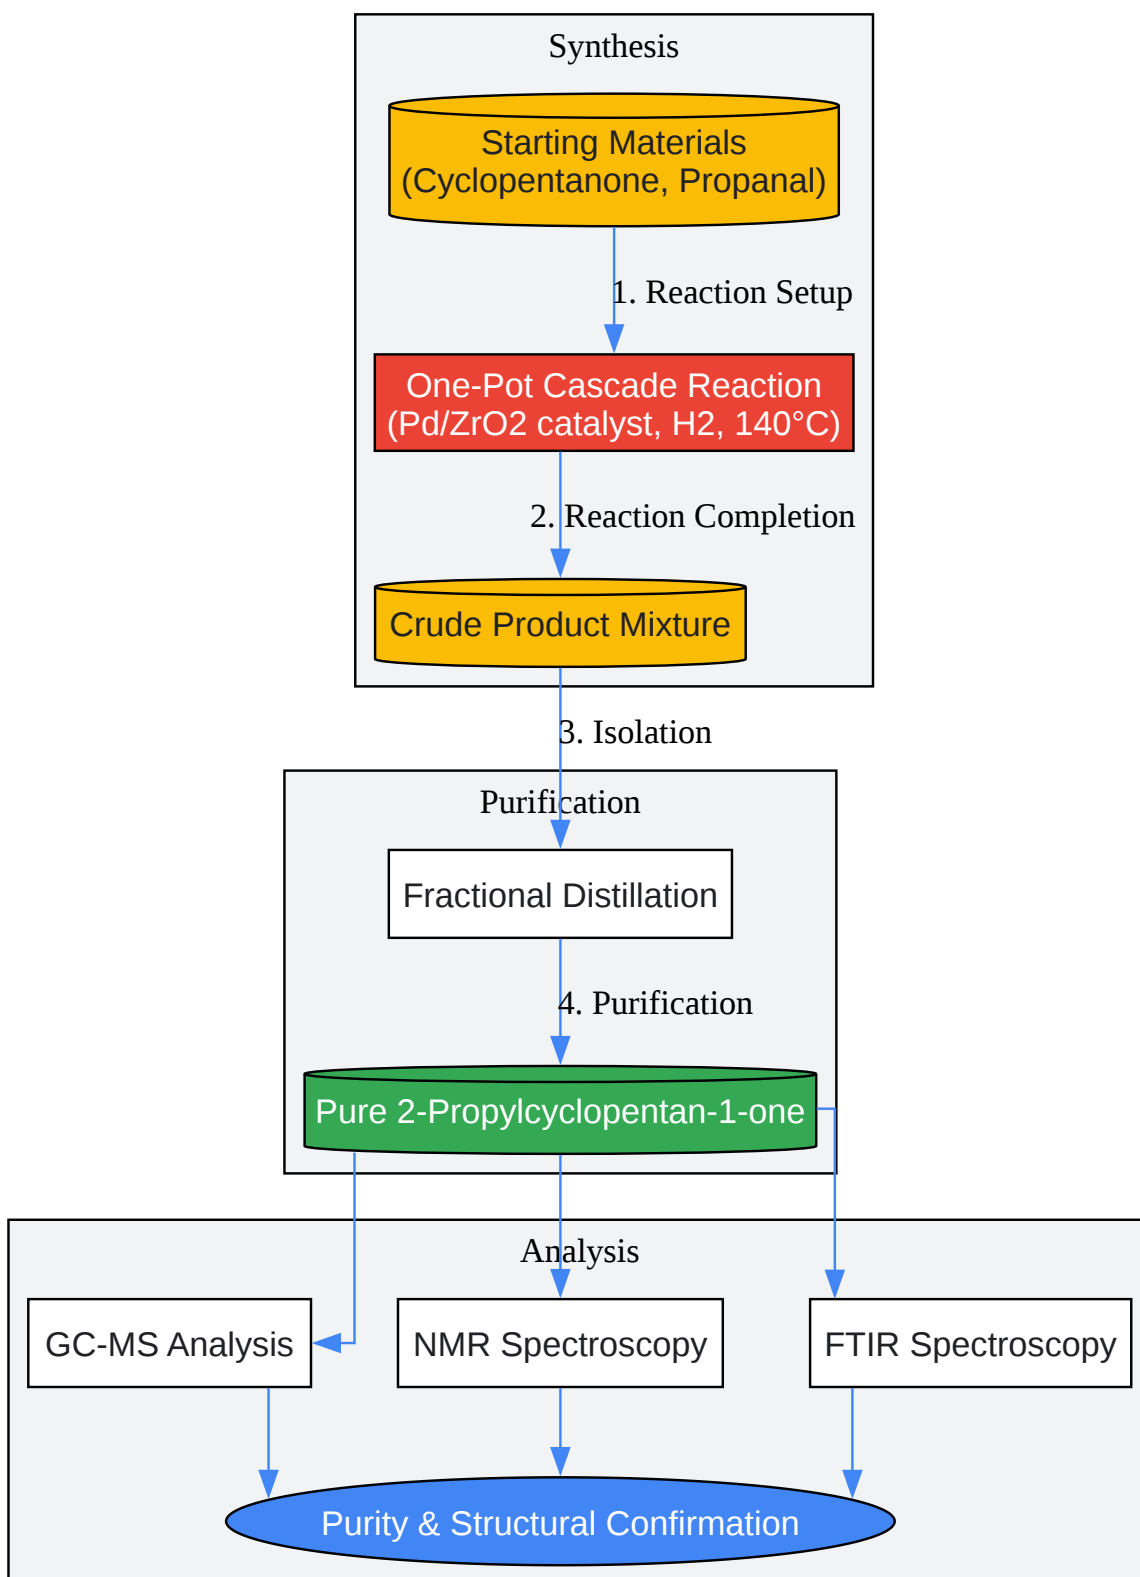 Synthesis
Starting Materials
(Cyclopentanone, Propanal)
1. Reaction Setup
One-Pot Cascade Reaction
(Pd/ZrO2 catalyst, H2, 140°C)
2. Reaction Completion
Crude Product Mixture
3. Isolation
Purification
Fractional Distillation
4. Purification
Pure 2-Propylcyclopentan-1-one
Analysis
GC-MS Analysis
NMR Spectroscopy
FTIR Spectroscopy
Purity & Structural Confirmation